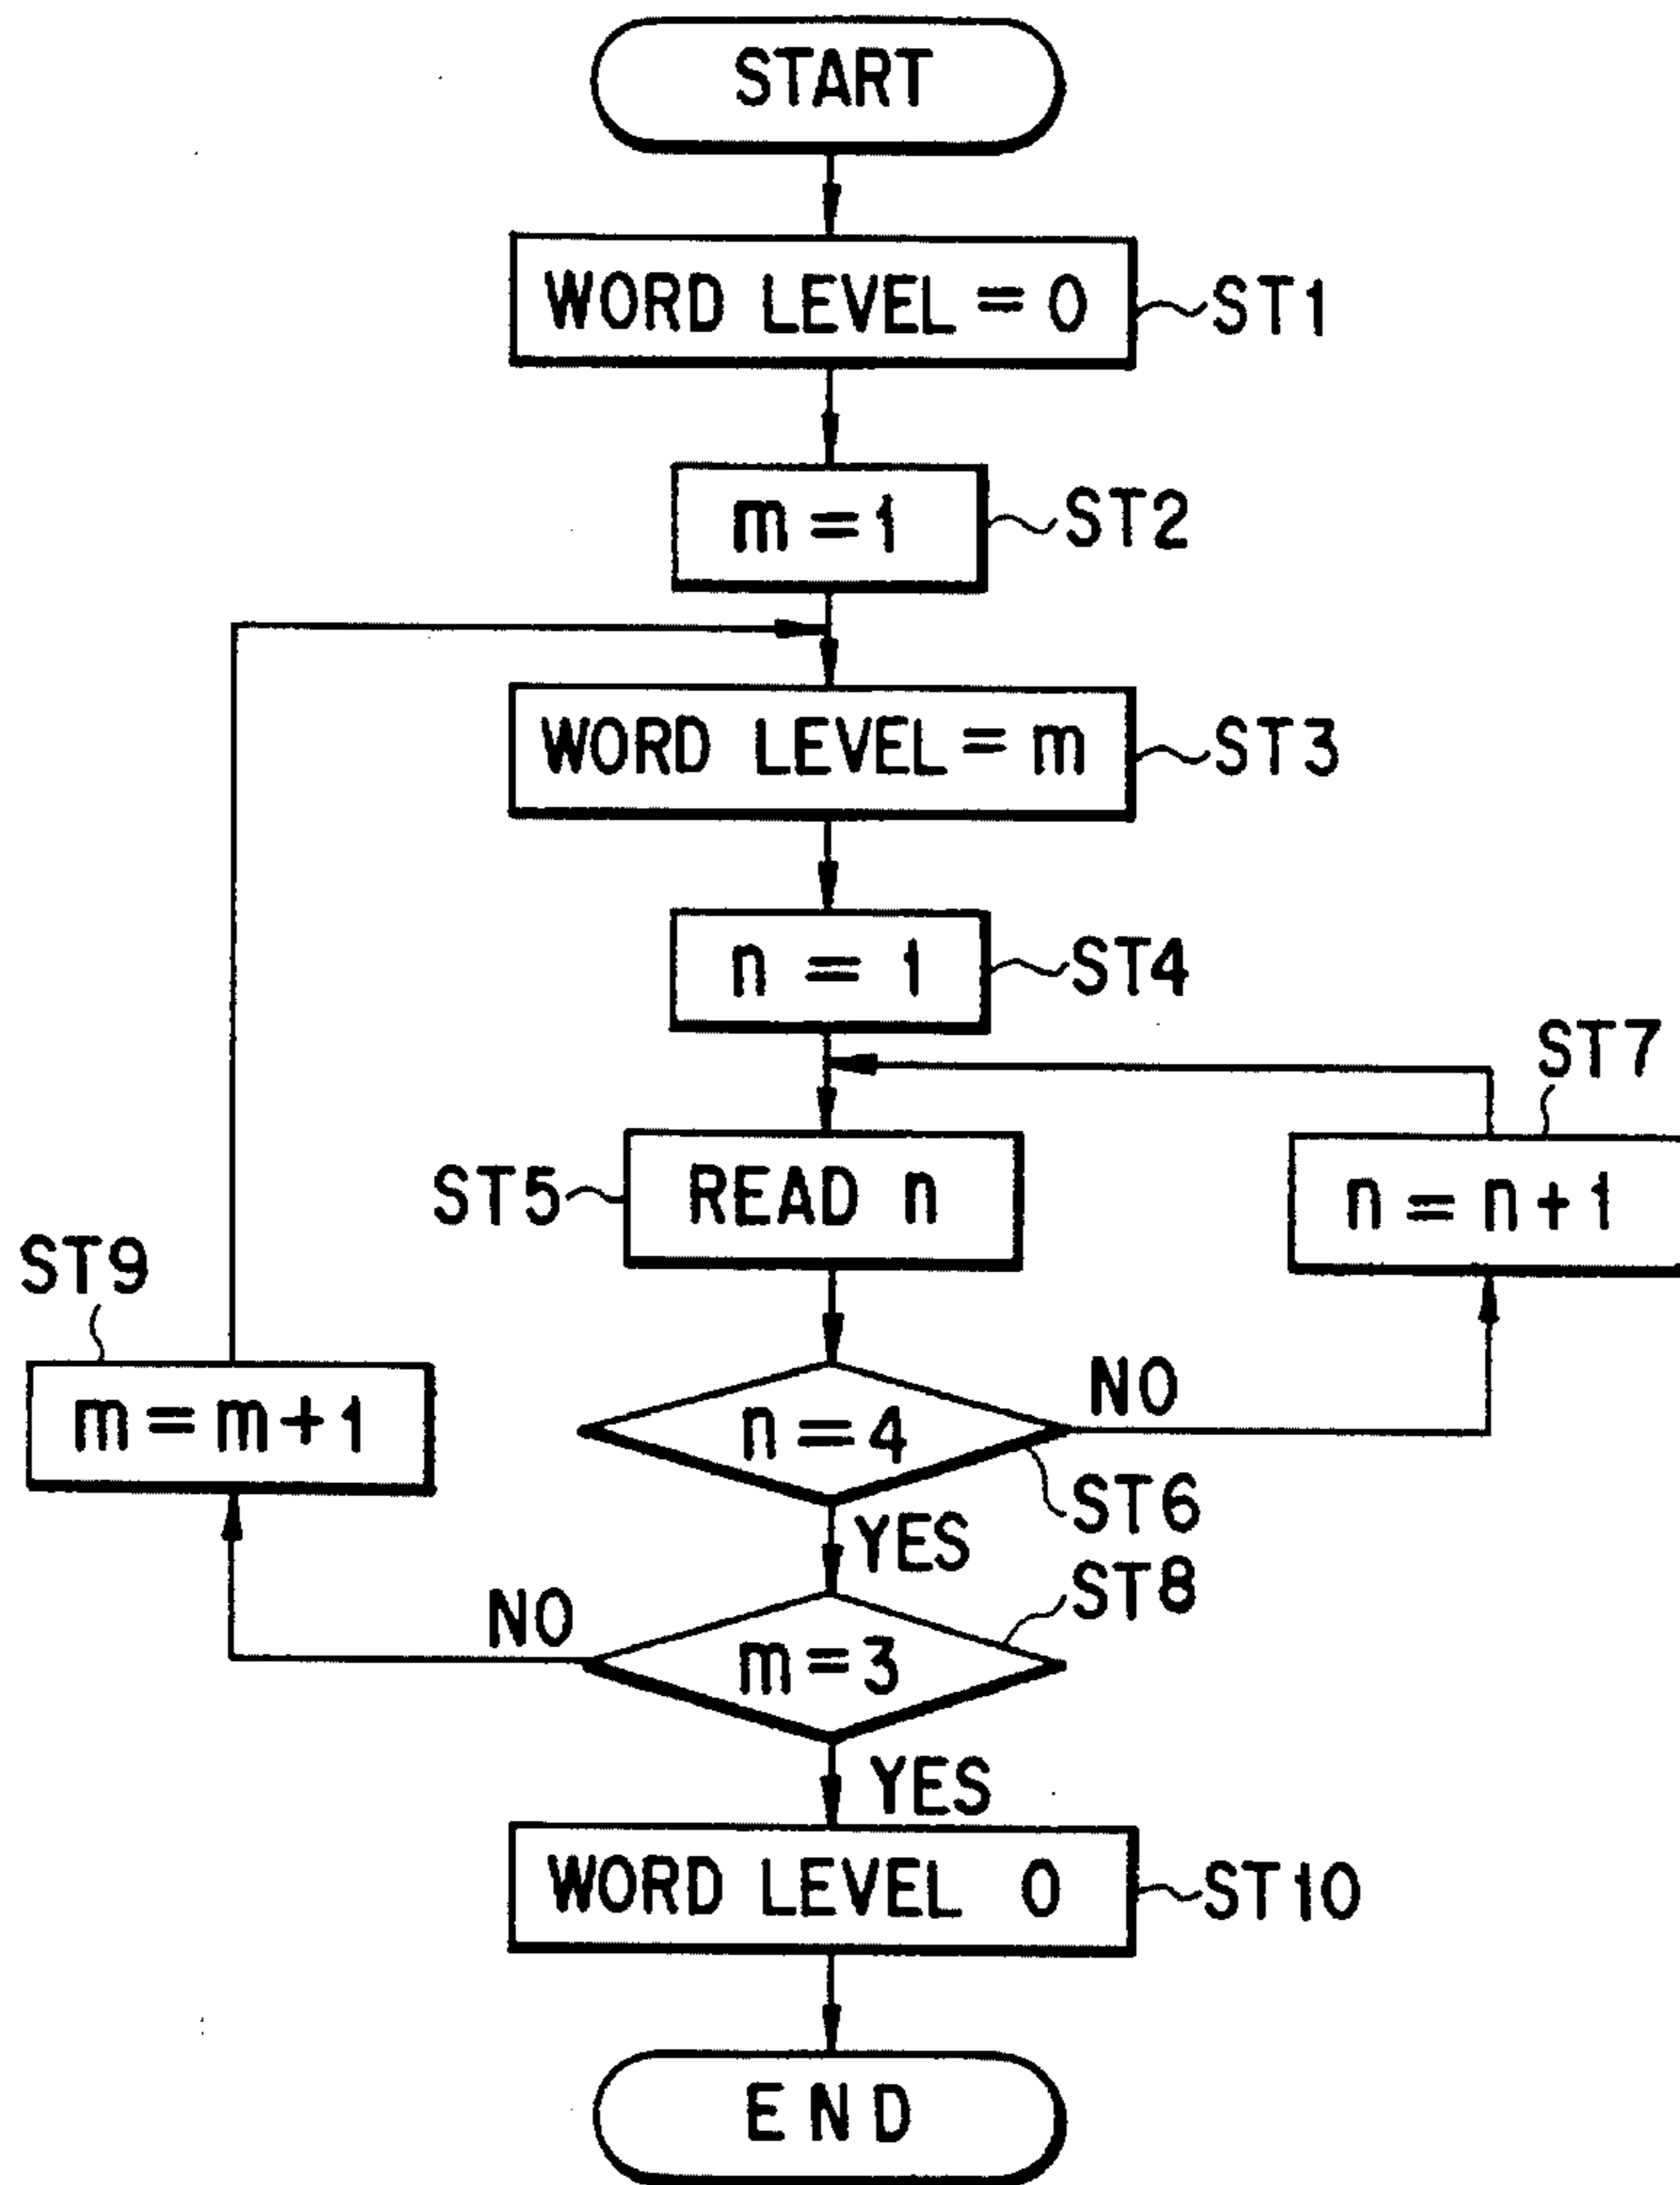 START
WORD LEVEL = 0
ST1
m = 1
ST2
WORD LEVEL = m
ST3
n = 1
ST4
ST7
ST5
READ n
n = n + 1
ST9
m = m + 1
n = 4
NO
ST6
YES
ST8
NO
m = 3
YES
WORD LEVEL 0
ST10
END